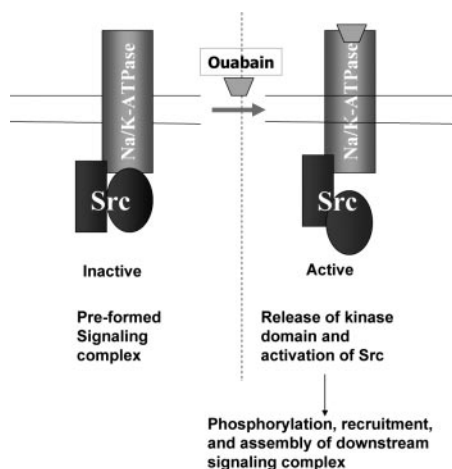 Na/K-ATPase
Ouabain
Na/K-ATPase
Src
Src
Inactive
Active
Pre-formed
Signaling
complex
Release of kinase
domain and
activation of Src
Phosphorylation, recruitment,
and assembly of downstream
signaling complex